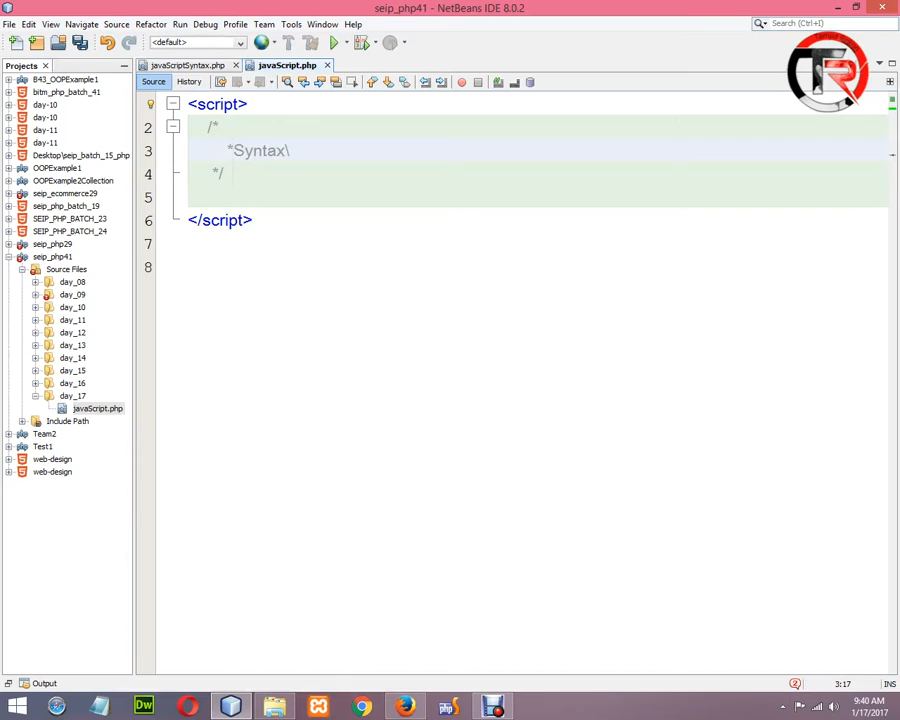 seip_php41 - NetBeans IDE 8.0.2
File Edit View Navigate Source Refactor Run Debug Profile Team Tools Window Help
Search (Ctrl+I)
<default>
Projects
javaScriptSyntax.php
javaScript.php
Source History
B43_OOPExample1
bitm_php_batch_41
day-10
day-10
day-11
day-11
Desktop\seip_batch_15_php
OOPExample1
OOPExample2Collection
seip_ecommerce29
seip_php_batch_19
SEIP_PHP_BATCH_23
SEIP_PHP_BATCH_24
seip_php29
seip_php41
Source Files
day_08
day_09
day_10
day_11
day_12
day_13
day_14
day_15
day_16
day_17
javaScript.php
Include Path
Team2
Test1
web-design
web-design
<script>
2 /*
3 *Syntax\
4 */
5
6 </script>
7
8
Output
2
3:17
INS
Dw
php
9:40 AM
1/17/2017